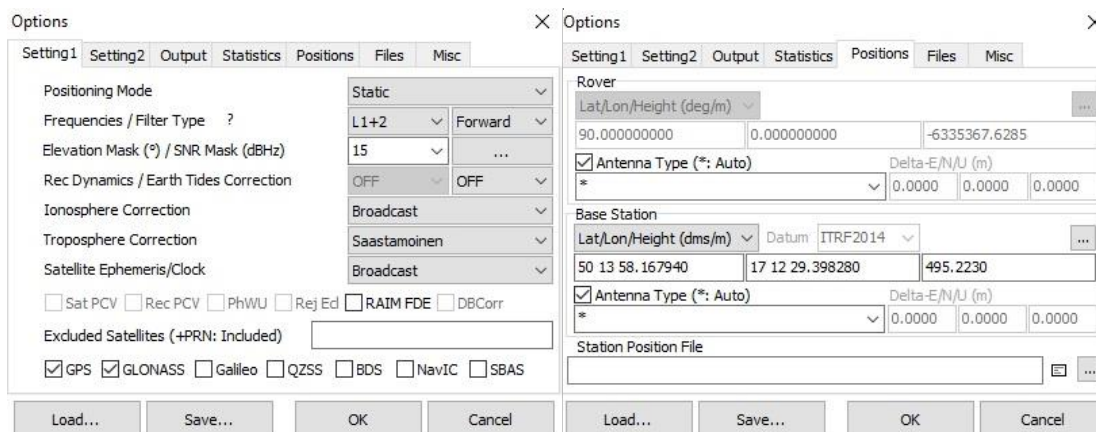 Options
Setting1 Setting2 Output Statistics Positions Files Misc
Positioning Mode Static
Frequencies / Filter Type ? L1+2 Forward
Elevation Mask (°) / SNR Mask (dBHz) 15 ...
Rec Dynamics / Earth Tides Correction OFF OFF
Ionosphere Correction Broadcast
Troposphere Correction Saastamoinen
Satellite Ephemeris/Clock Broadcast
Sat PCV Rec PCV PhWU Rej Ed RAIM FDE DBCorr
Excluded Satellites (+PRN: Included)
GPS GLONASS Galileo QZSS BDS NavIC SBAS
Load... Save... OK Cancel
Options
Setting1 Setting2 Output Statistics Positions Files Misc
Rover
Lat/Lon/Height (deg/m) ...
90.000000000 0.000000000 -6335367.6285
Antenna Type (*: Auto) Delta-E/N/U (m)
* 0.0000 0.0000 0.0000
Base Station
Lat/Lon/Height (dms/m) Datum ITRF2014 ...
50 13 58.167940 17 12 29.398280 495.2230
Antenna Type (*: Auto) Delta-E/N/U (m)
* 0.0000 0.0000 0.0000
Station Position File
...
Load... Save... OK Cancel